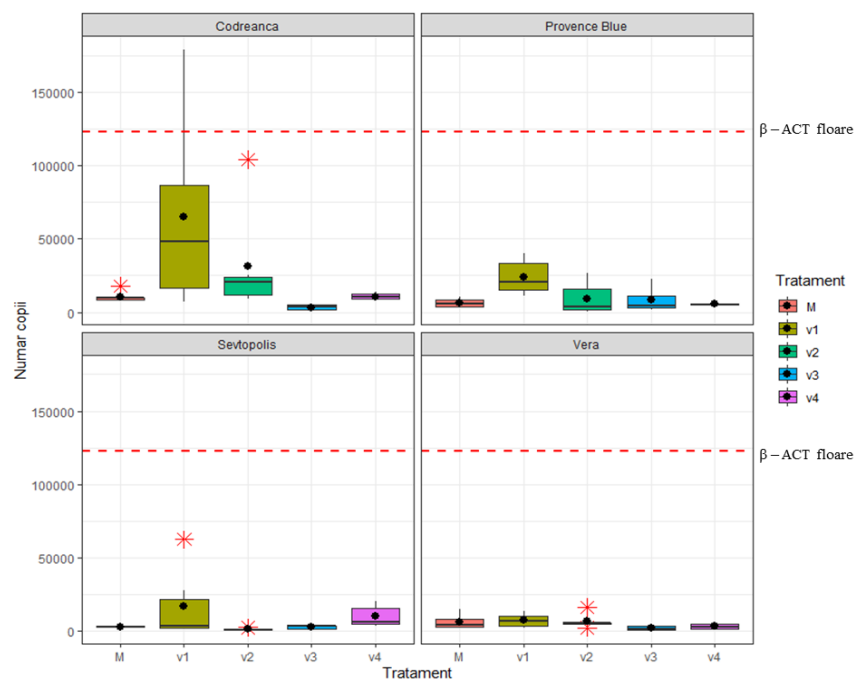 Codreanca
Provence Blue
Numar copii
150000
100000
50000
0
β−ACT floare
Sevtopolis
Vera
150000
100000
50000
0
β−ACT floare
M v1 v2 v3 v4
M v1 v2 v3 v4
Tratament
Tratament
M
v1
v2
v3
v4